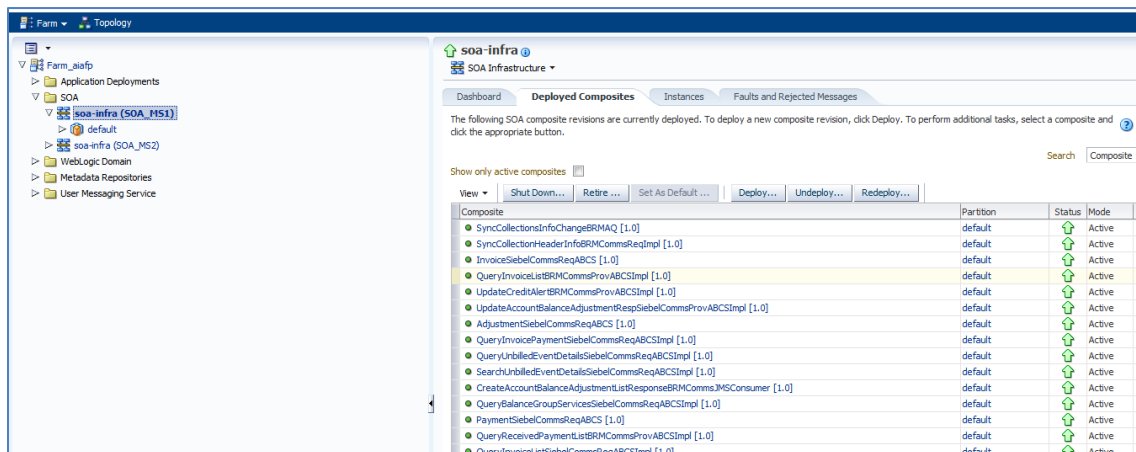 Farm Topology
Farm_aiafp
Application Deployments
SOA
soa-infra (SOA_MS1)
default
soa-infra (SOA_MS2)
WebLogic Domain
Metadata Repositories
User Messaging Service
soa-infra
SOA Infrastructure
Dashboard Deployed Composites Instances Faults and Rejected Messages
The following SOA composite revisions are currently deployed. To deploy a new composite revision, click Deploy. To perform additional tasks, select a composite and
click the appropriate button.
Search Composite
Show only active composites
View Shut Down... Retire ... Set As Default ... Deploy... Undeploy... Redeploy...
Composite Partition Status Mode
SyncCollectionsInfoChangeBRMAQ [1.0] default Active
SyncCollectionHeaderInfoBRMCommsReqImpl [1.0] default Active
InvoiceSiebelCommsReqABCS [1.0] default Active
QueryInvoiceListBRMCommsProvABCSImpl [1.0] default Active
UpdateCreditAlertBRMCommsProvABCSImpl [1.0] default Active
UpdateAccountBalanceAdjustmentRespSiebelCommsProvABCSImpl [1.0] default Active
AdjustmentSiebelCommsReqABCS [1.0] default Active
QueryInvoicePaymentSiebelCommsReqABCSImpl [1.0] default Active
QueryUnbilledEventDetailsSiebelCommsReqABCSImpl [1.0] default Active
SearchUnbilledEventDetailsSiebelCommsReqABCSImpl [1.0] default Active
CreateAccountBalanceAdjustmentListResponseBRMCommsJMSConsumer [1.0] default Active
QueryBalanceGroupServicesSiebelCommsReqABCSImpl [1.0] default Active
PaymentSiebelCommsReqABCS [1.0] default Active
QueryReceivedPaymentListBRMCommsProvABCSImpl [1.0] default Active
QueryInvoiceListSiebelCommsReqABCSImpl [1.0] default Active